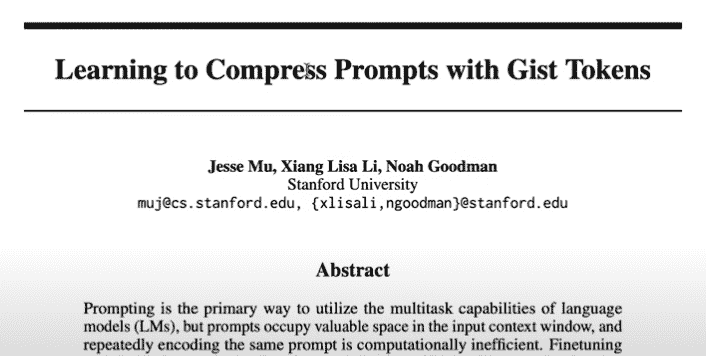 Learning to Compress Prompts with Gist Tokens
Jesse Mu, Xiang Lisa Li, Noah Goodman
Stanford University
muj@cs.stanford.edu, {xlisali,ngoodman}@stanford.edu
Abstract
Prompting is the primary way to utilize the multitask capabilities of language
models (LMs), but prompts occupy valuable space in the input context window, and
repeatedly encoding the same prompt is computationally inefficient. Finetuning